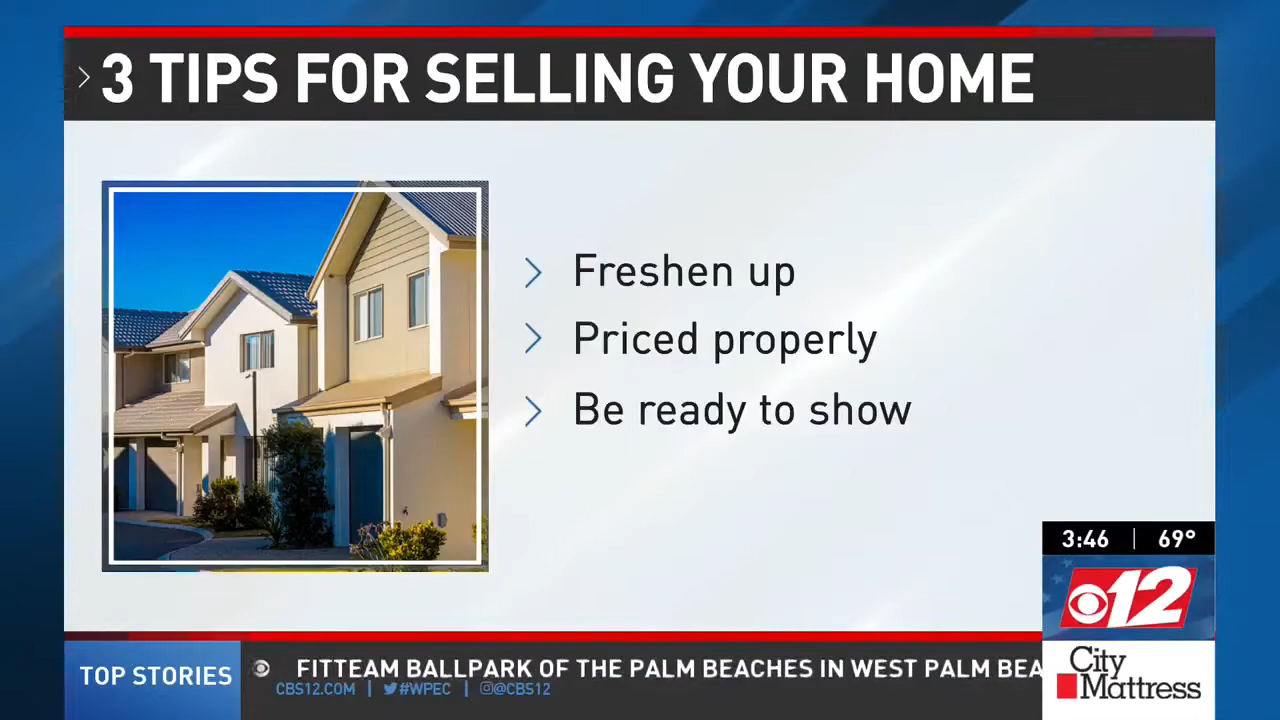 3 TIPS FOR SELLING YOUR HOME
Freshen up
Priced properly
Be ready to show
3:46 | 69°
12
City
Mattress
TOP STORIES
FITTEAM BALLPARK OF THE PALM BEACHES IN WEST PALM BEA
CBS12.COM | #WPEC | @CBS12